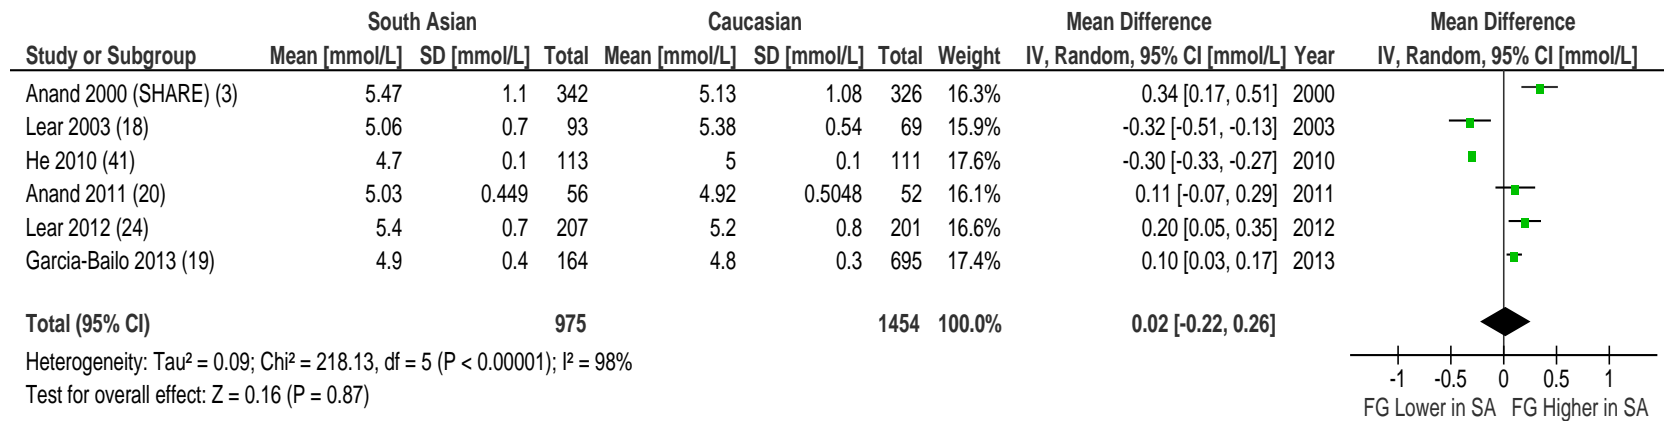 South Asian Caucasian Mean Difference Mean Difference
Study or Subgroup Mean [mmol/L] SD [mmol/L] Total Mean [mmol/L] SD [mmol/L] Total Weight IV, Random, 95% CI [mmol/L] Year IV, Random, 95% CI [mmol/L]
Anand 2000 (SHARE) (3) 5.47 1.1 342 5.13 1.08 326 16.3% 0.34 [0.17, 0.51] 2000
Lear 2003 (18) 5.06 0.7 93 5.38 0.54 69 15.9% -0.32 [-0.51, -0.13] 2003
He 2010 (41) 4.7 0.1 113 5 0.1 111 17.6% -0.30 [-0.33, -0.27] 2010
Anand 2011 (20) 5.03 0.449 56 4.92 0.5048 52 16.1% 0.11 [-0.07, 0.29] 2011
Lear 2012 (24) 5.4 0.7 207 5.2 0.8 201 16.6% 0.20 [0.05, 0.35] 2012
Garcia-Bailo 2013 (19) 4.9 0.4 164 4.8 0.3 695 17.4% 0.10 [0.03, 0.17] 2013
Total (95% CI) 975 1454 100.0% 0.02 [-0.22, 0.26]
Heterogeneity: Tau² = 0.09; Chi² = 218.13, df = 5 (P < 0.00001); I² = 98%
Test for overall effect: Z = 0.16 (P = 0.87)
-1 -0.5 0 0.5 1
FG Lower in SA FG Higher in SA